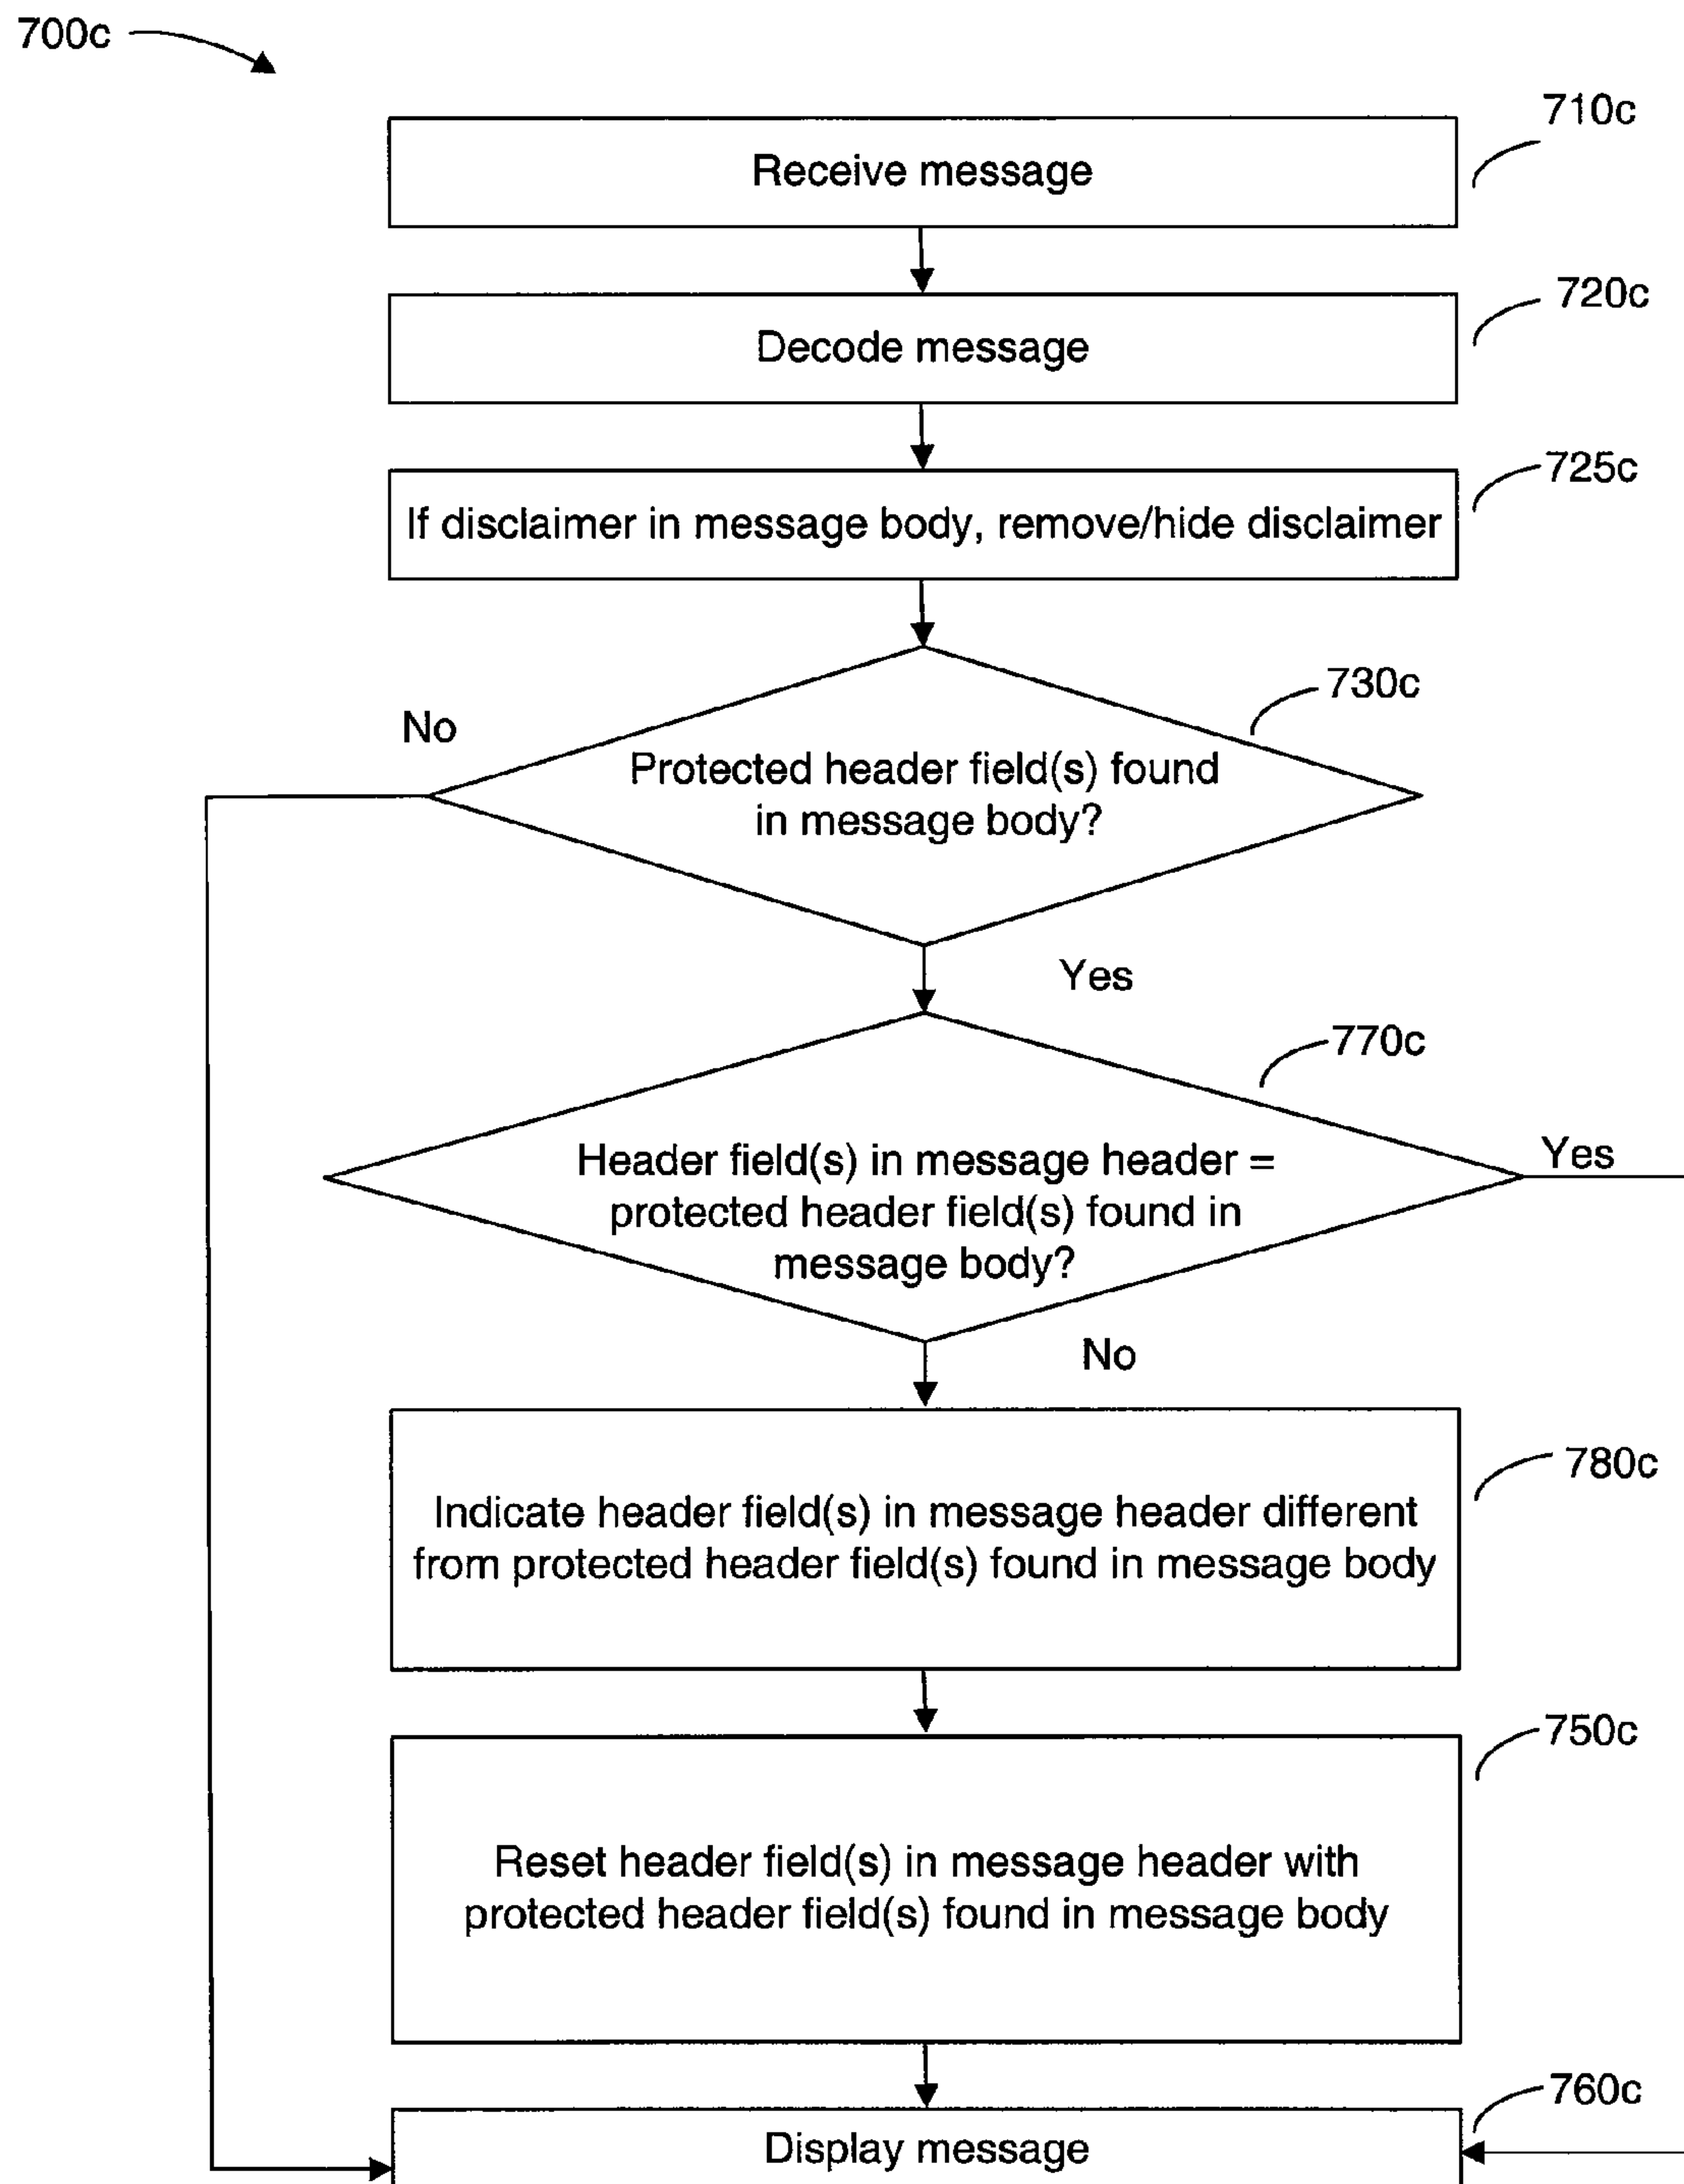 700c
710c
Receive message
720c
Decode message
725c
If disclaimer in message body, remove/hide disclaimer
730c
No
Protected header field(s) found
in message body?
Yes
770c
Yes
Header field(s) in message header =
protected header field(s) found in
message body?
No
780c
Indicate header field(s) in message header different
from protected header field(s) found in message body
750c
Reset header field(s) in message header with
protected header field(s) found in message body
760c
Display message